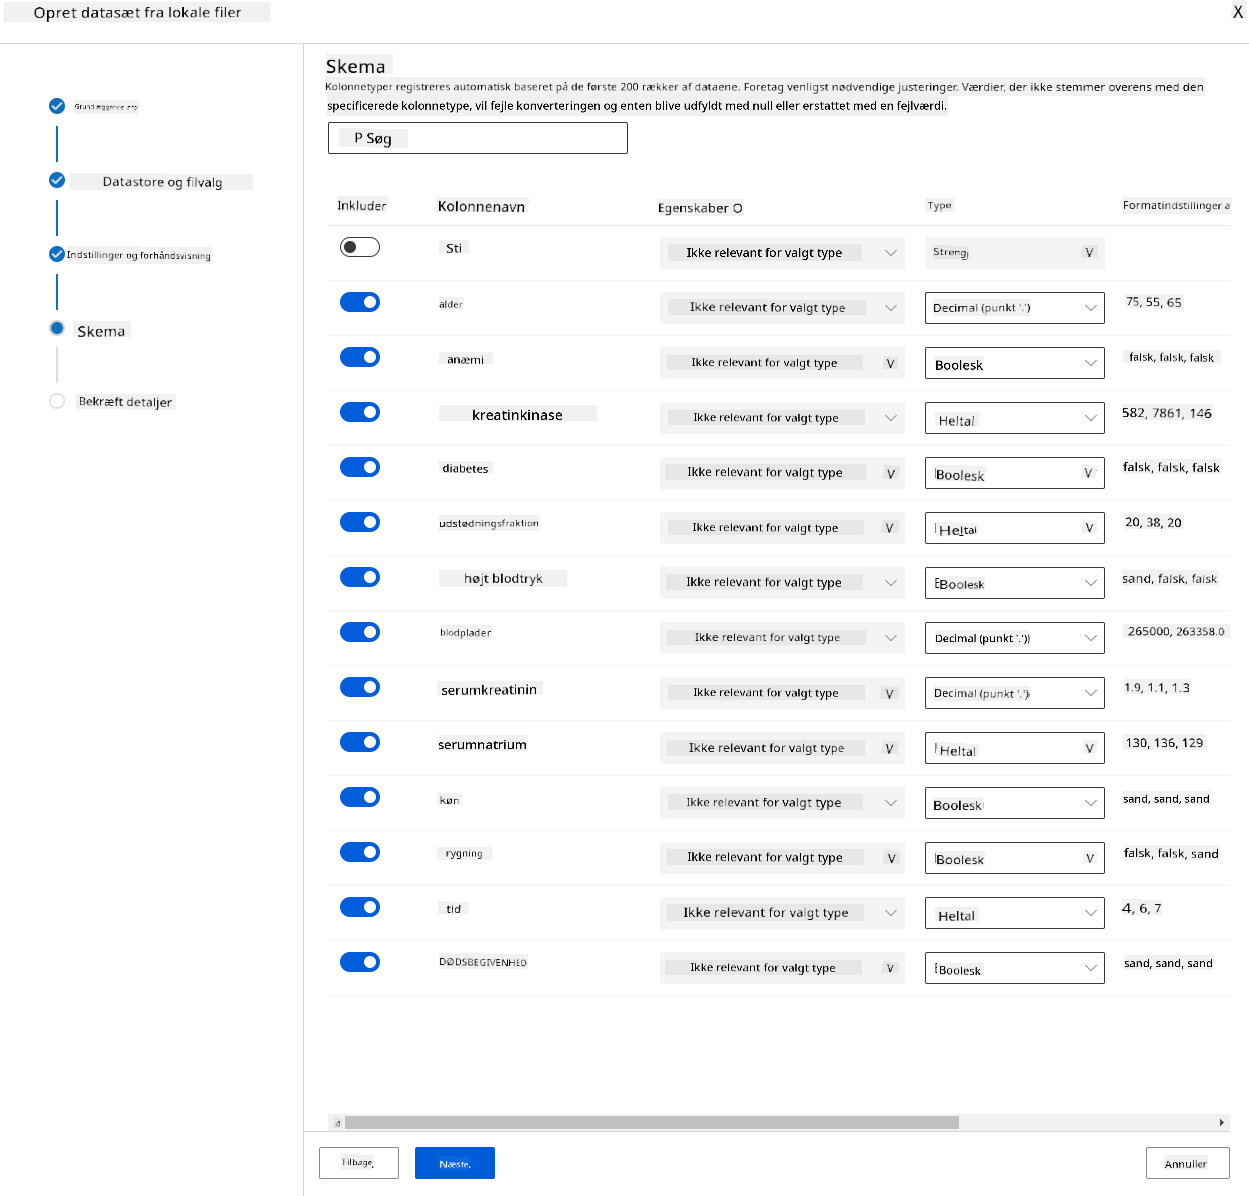 Opret datasæt fra lokale filer
X
Grundlæggende info
Datastore og filvalg
Indstillinger og forhåndsvisning
Skema
Bekræft detaljer
Skema
Kolonnetyper registreres automatisk baseret på de første 200 rækker af dataene. Foretag venligst nødvendige justeringer. Værdier, der ikke stemmer overens med den
specificerede kolonnetype, vil fejle konverteringen og enten blive udfyldt med null eller erstattet med en fejlværdi.
P Søg
Inkluder Kolonnenavn Egenskaber O Type Formatindstillinger a
Sti Ikke relevant for valgt type Streng V
alder Ikke relevant for valgt type Decimal (punkt '.') 75, 55, 65
anæmi Ikke relevant for valgt type V Boolesk falsk, falsk, falsk
kreatinkinase Ikke relevant for valgt type Heltal 582, 7861, 146
diabetes Ikke relevant for valgt type V Boolesk V falsk, falsk, falsk
udstødningsfraktion Ikke relevant for valgt type V Heltal V 20, 38, 20
højt blodtryk Ikke relevant for valgt type Boolesk sand, falsk, falsk
blodplader Ikke relevant for valgt type Decimal (punkt '.')) 265000, 263358.0
serumkreatinin Ikke relevant for valgt type V Decimal (punkt '.') 1.9, 1.1, 1.3
serumnatrium Ikke relevant for valgt type V Heltal V 130, 136, 129
køn Ikke relevant for valgt type Boolesk sand, sand, sand
rygning Ikke relevant for valgt type V Boolesk V falsk, falsk, sand
tid Ikke relevant for valgt type Heltal 4, 6, 7
DØDSBEGIVENHED Ikke relevant for valgt type V Boolesk sand, sand, sand
Tilbage. Næste. Annuller